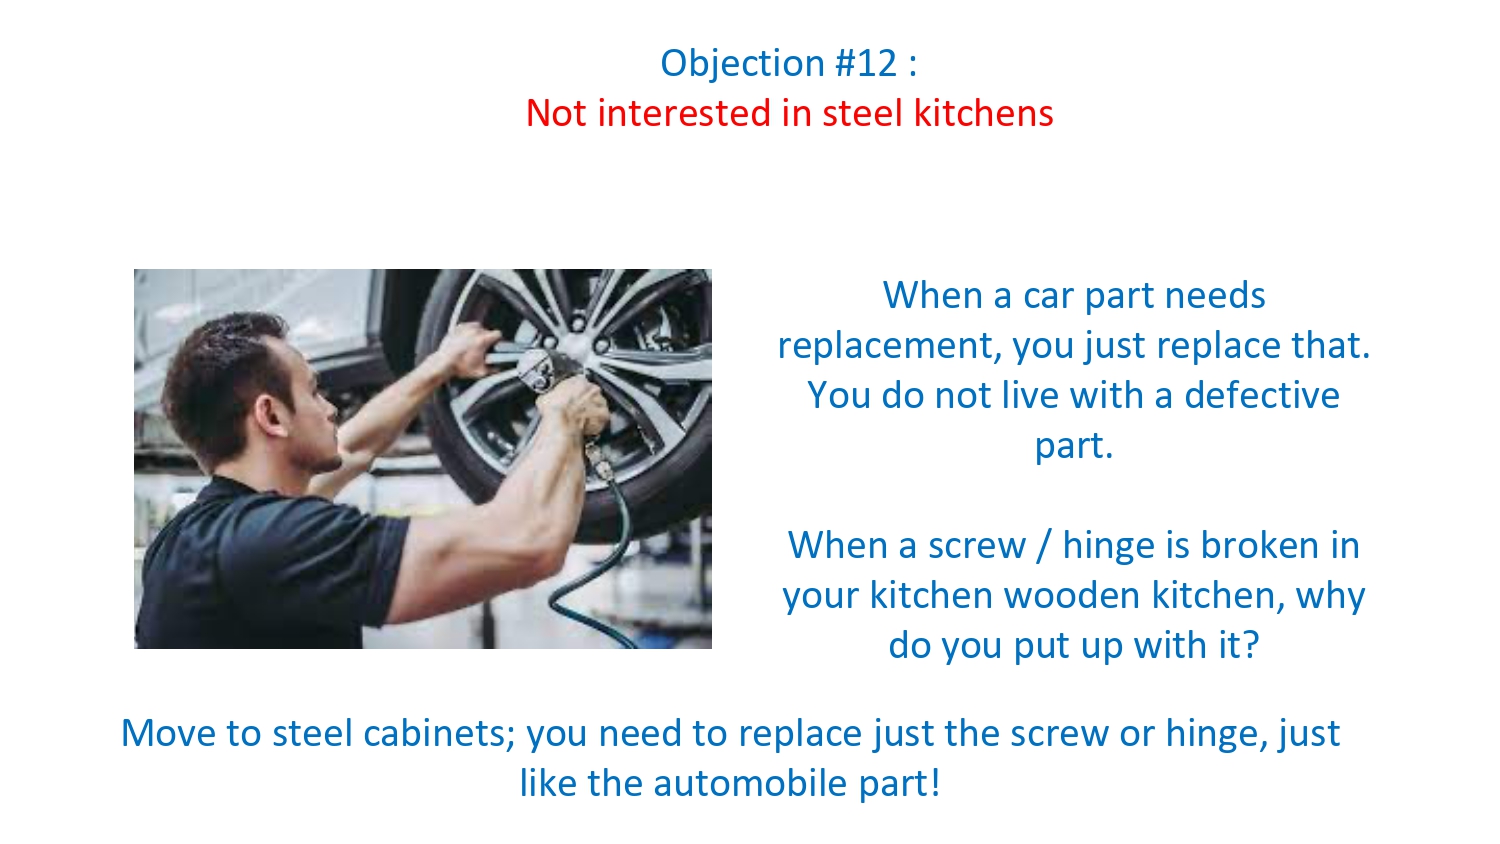 Objection #12 :
Not interested in steel kitchens
When a car part needs
replacement, you just replace that.
You do not live with a defective
part.
When a screw / hinge is broken in
your kitchen wooden kitchen, why
do you put up with it?
Move to steel cabinets; you need to replace just the screw or hinge, just
like the automobile part!